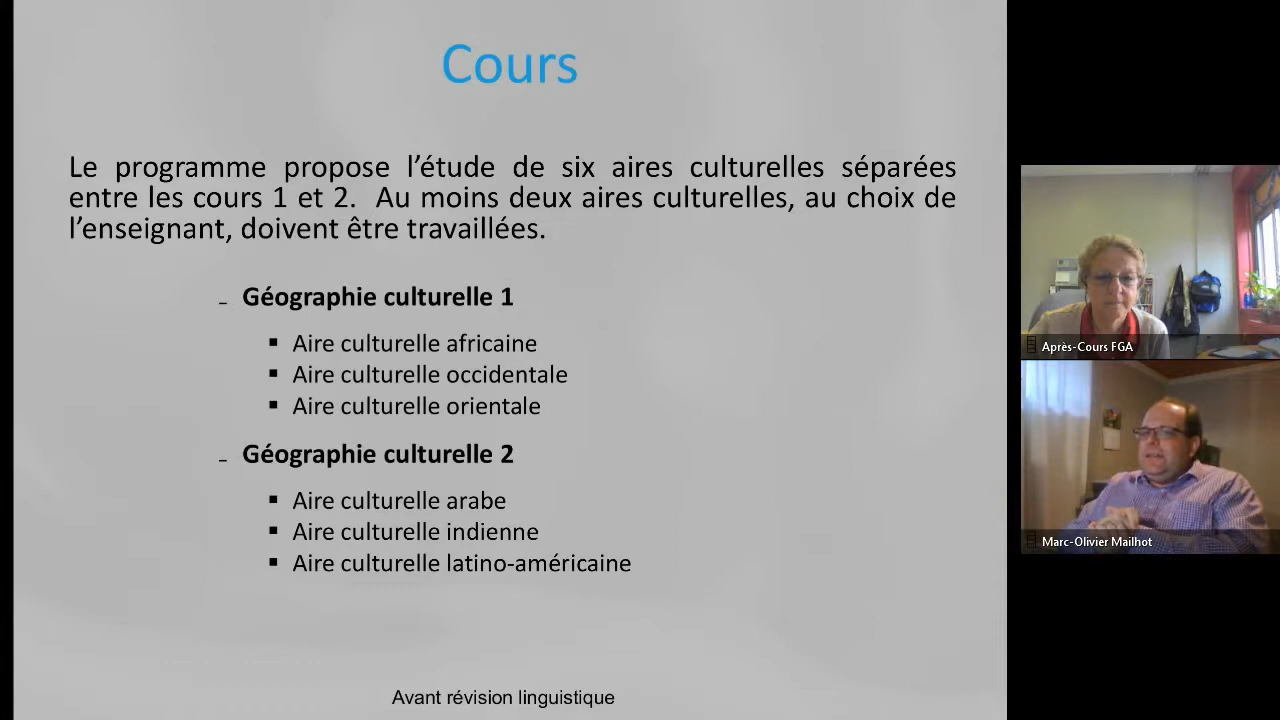 Cours
Le programme propose l’étude de six aires culturelles séparées
entre les cours 1 et 2. Au moins deux aires culturelles, au choix de
l’enseignant, doivent être travaillées.
– Géographie culturelle 1
▪ Aire culturelle africaine
▪ Aire culturelle occidentale
▪ Aire culturelle orientale
– Géographie culturelle 2
▪ Aire culturelle arabe
▪ Aire culturelle indienne
▪ Aire culturelle latino-américaine
Avant révision linguistique
Après-Cours FGA
Marc-Olivier Mailhot